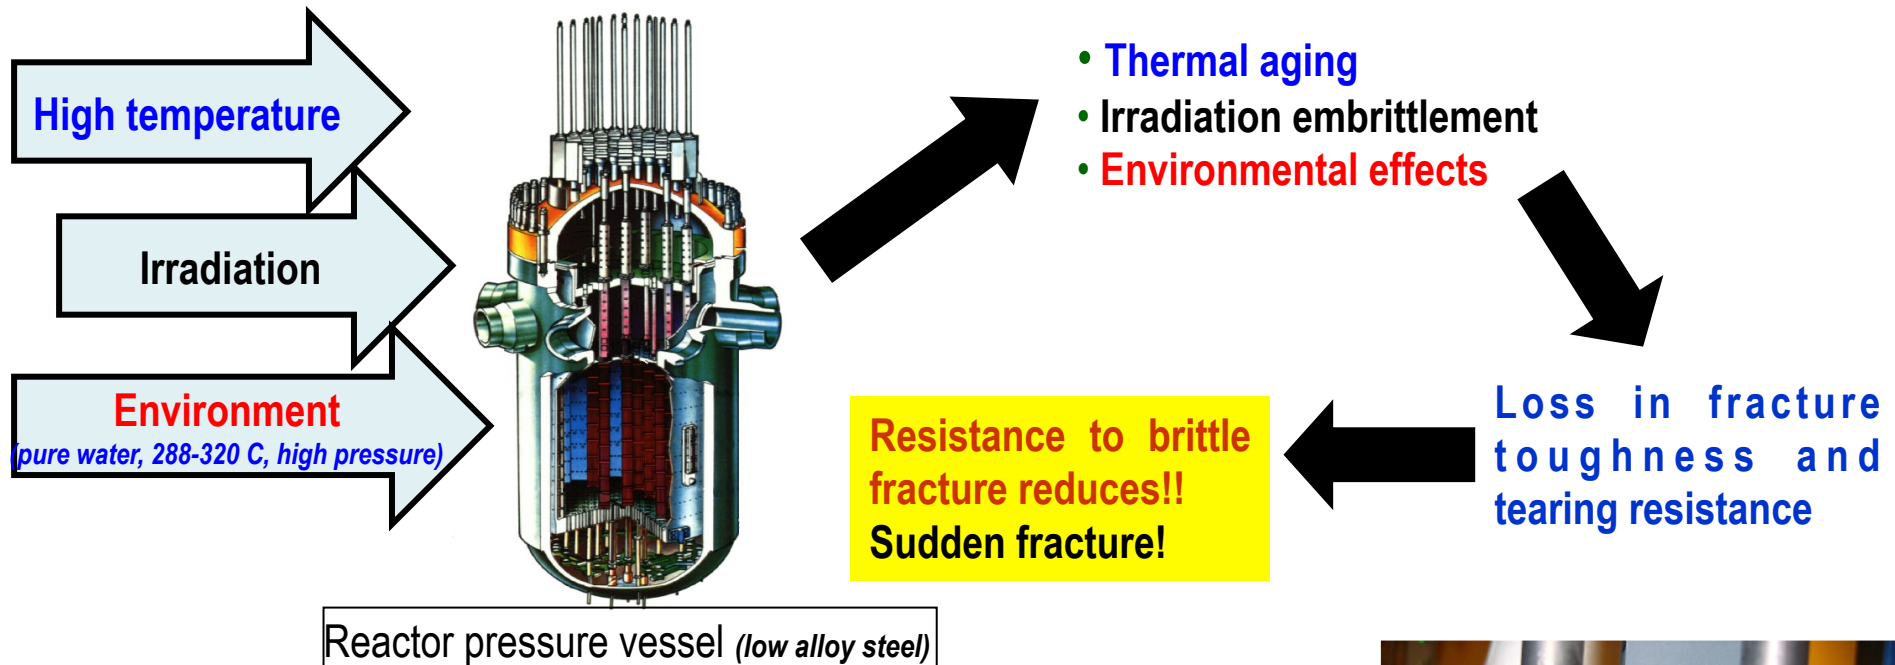 High temperature
Irradiation
Environment
(pure water, 288-320 C, high pressure)
Reactor pressure vessel (low alloy steel)
• Thermal aging
• Irradiation embrittlement
• Environmental effects
Loss in fracture
toughness and
tearing resistance
Resistance to brittle
fracture reduces!!
Sudden fracture!